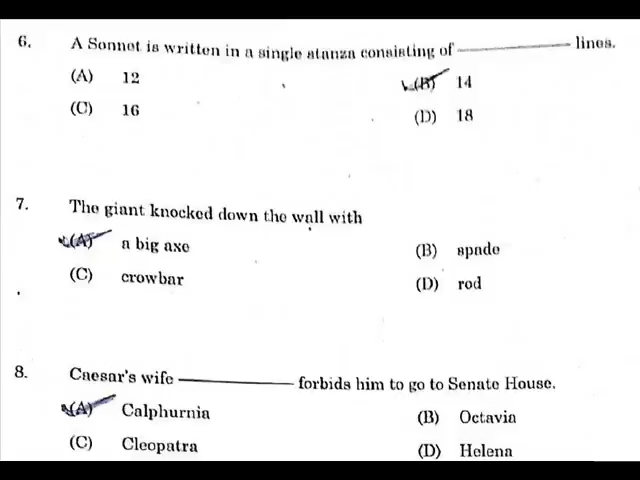 6. A Sonnet is written in a single stanza consisting of ———— lines.
(A) 12 (B) 14
(C) 16 (D) 18
7. The giant knocked down the wall with
(A) a big axe (B) spade
(C) crowbar (D) rod
8. Caesar's wife ———— forbids him to go to Senate House.
(A) Calphurnia (B) Octavia
(C) Cleopatra (D) Helena